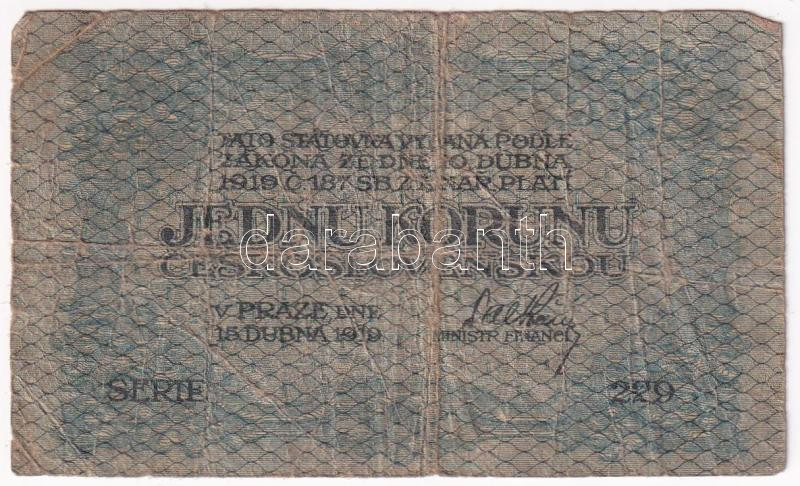 TATO STÁTOVKA VYDANÁ PODLE
ZÁKONA ZE DNE 10. DUBNA
1919 Č. 187 SB. Z. A NAŘ. PLATÍ
JEDNU KORUNU
ČESKOSLOVENSKOU
V PRAZE DNE
15 DUBNA 1919
MINISTR FINANCÍ
SERIE 229
darabanth